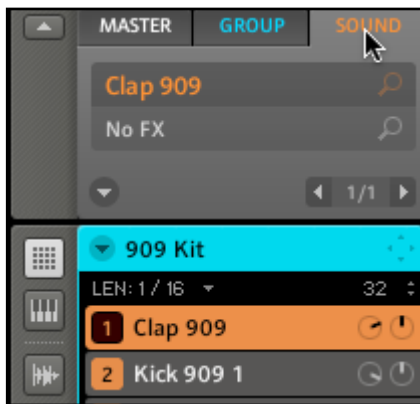 MASTER GROUP SOUND
Clap 909
No FX
1/1
909 Kit
LEN: 1 / 16 32
1 Clap 909
2 Kick 909 1